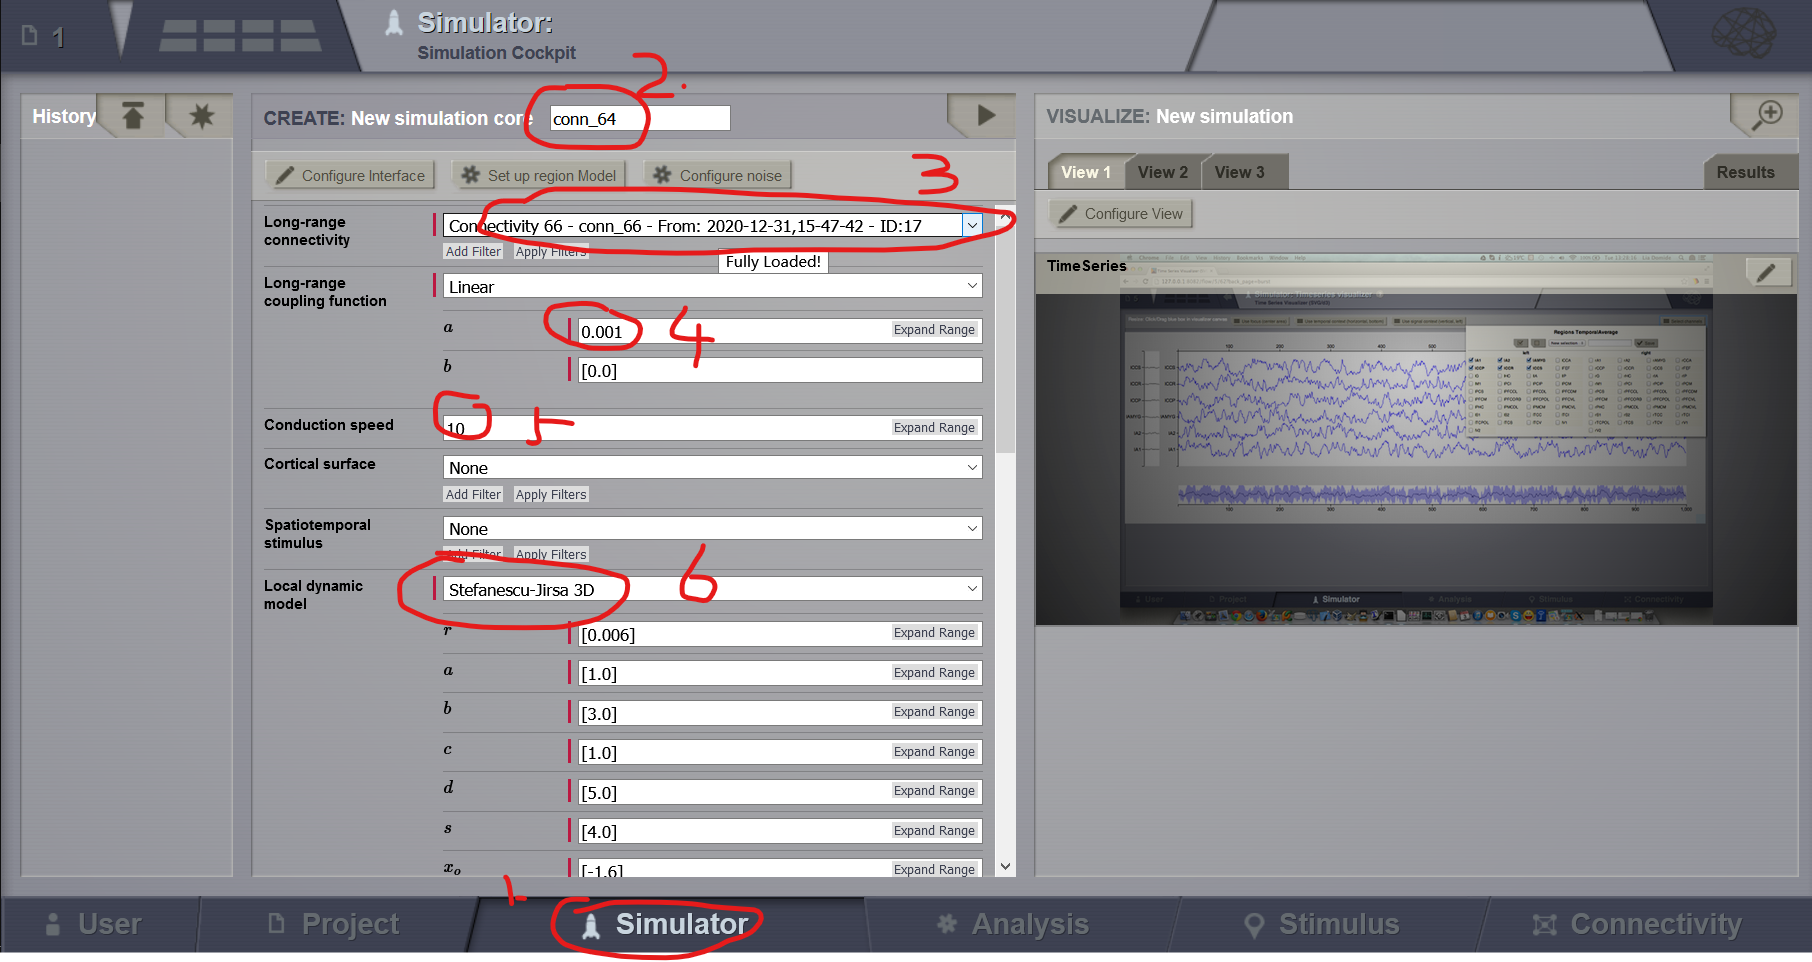 1
Simulator:
Simulation Cockpit
2.
History
CREATE: New simulation core
conn_64
VISUALIZE: New simulation
Configure Interface
Set up region Model
Configure noise
3
View 1
View 2
View 3
Results
Configure View
Long-range connectivity
Connectivity 66 - conn_66 - From: 2020-12-31,15-47-42 - ID:17
Add Filter
Apply Filters
Fully Loaded!
TimeSeries
Long-range coupling function
Linear
a
0.001
4
Expand Range
b
[0.0]
Conduction speed
10
5
Expand Range
Cortical surface
None
Add Filter
Apply Filters
Spatiotemporal stimulus
None
Add Filter
Apply Filters
Local dynamic model
Stefanescu-Jirsa 3D
6
r
[0.006]
Expand Range
a
[1.0]
Expand Range
b
[3.0]
Expand Range
c
[1.0]
Expand Range
d
[5.0]
Expand Range
s
[4.0]
Expand Range
xo
[-1.6]
Expand Range
1.
User
Project
Simulator
Analysis
Stimulus
Connectivity